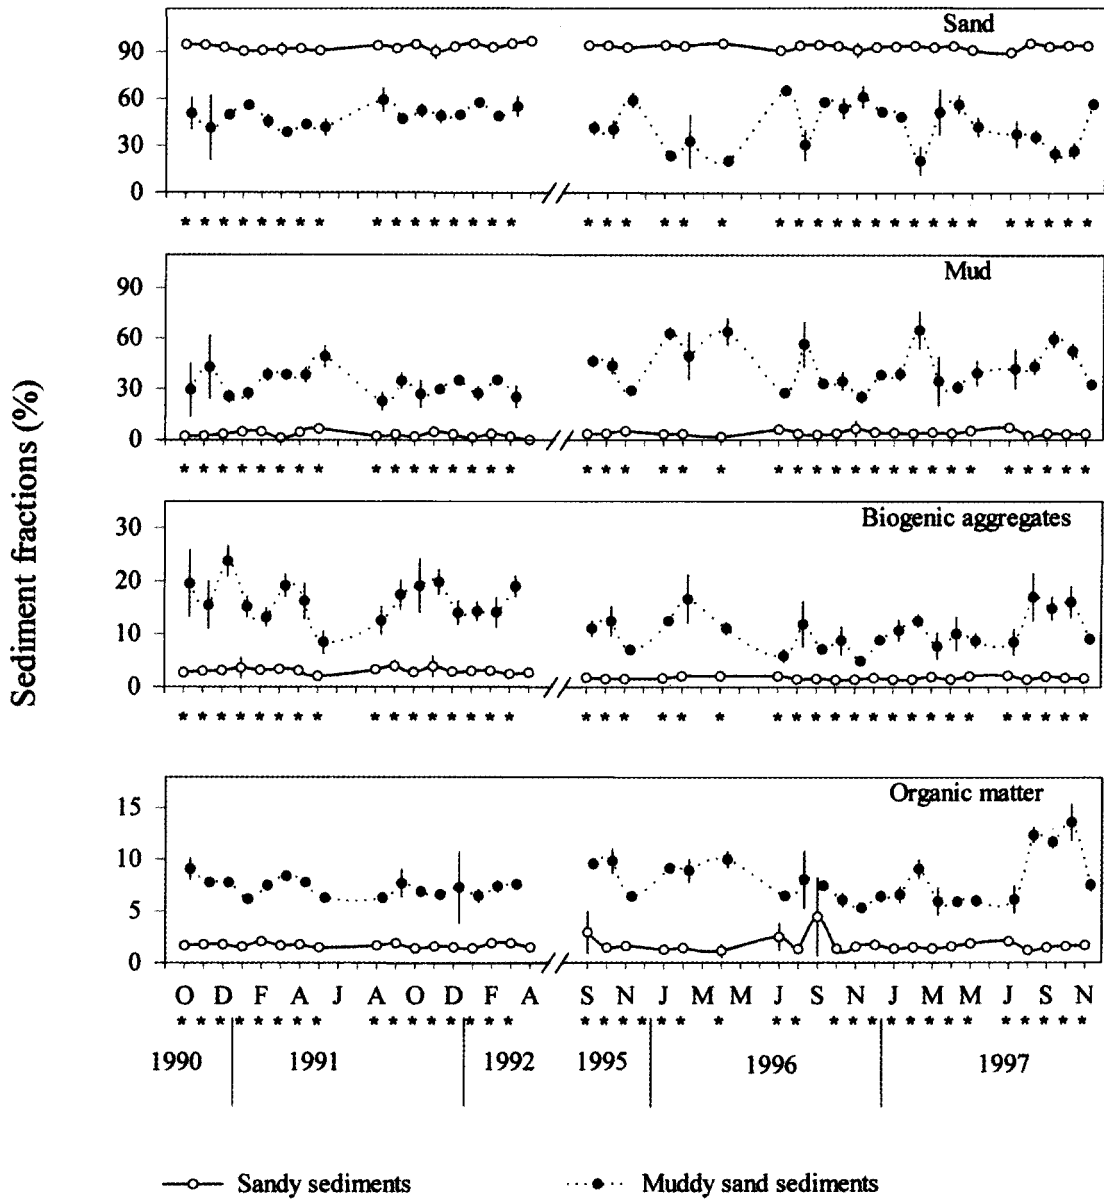 Sediment fractions (%)
Sand
90
60
30
0
* * * * * * * * * * * * * * * * * * * * * * * * * * * * * * * * * * * * * * *
Mud
90
60
30
0
* * * * * * * * * * * * * * * * * * * * * * * * * * * * * * * * * * * * * * *
Biogenic aggregates
30
20
10
0
* * * * * * * * * * * * * * * * * * * * * * * * * * * * * * * * * * * * * * *
Organic matter
15
10
5
0
O D F A J A O D F A S N J M M J S N J M M J S N
* * * * * * * * * * * * * * * * * * * * * * * * * * * * * * * * * * * * * * *
1990 1991 1992 1995 1996 1997
Sandy sediments Muddy sand sediments